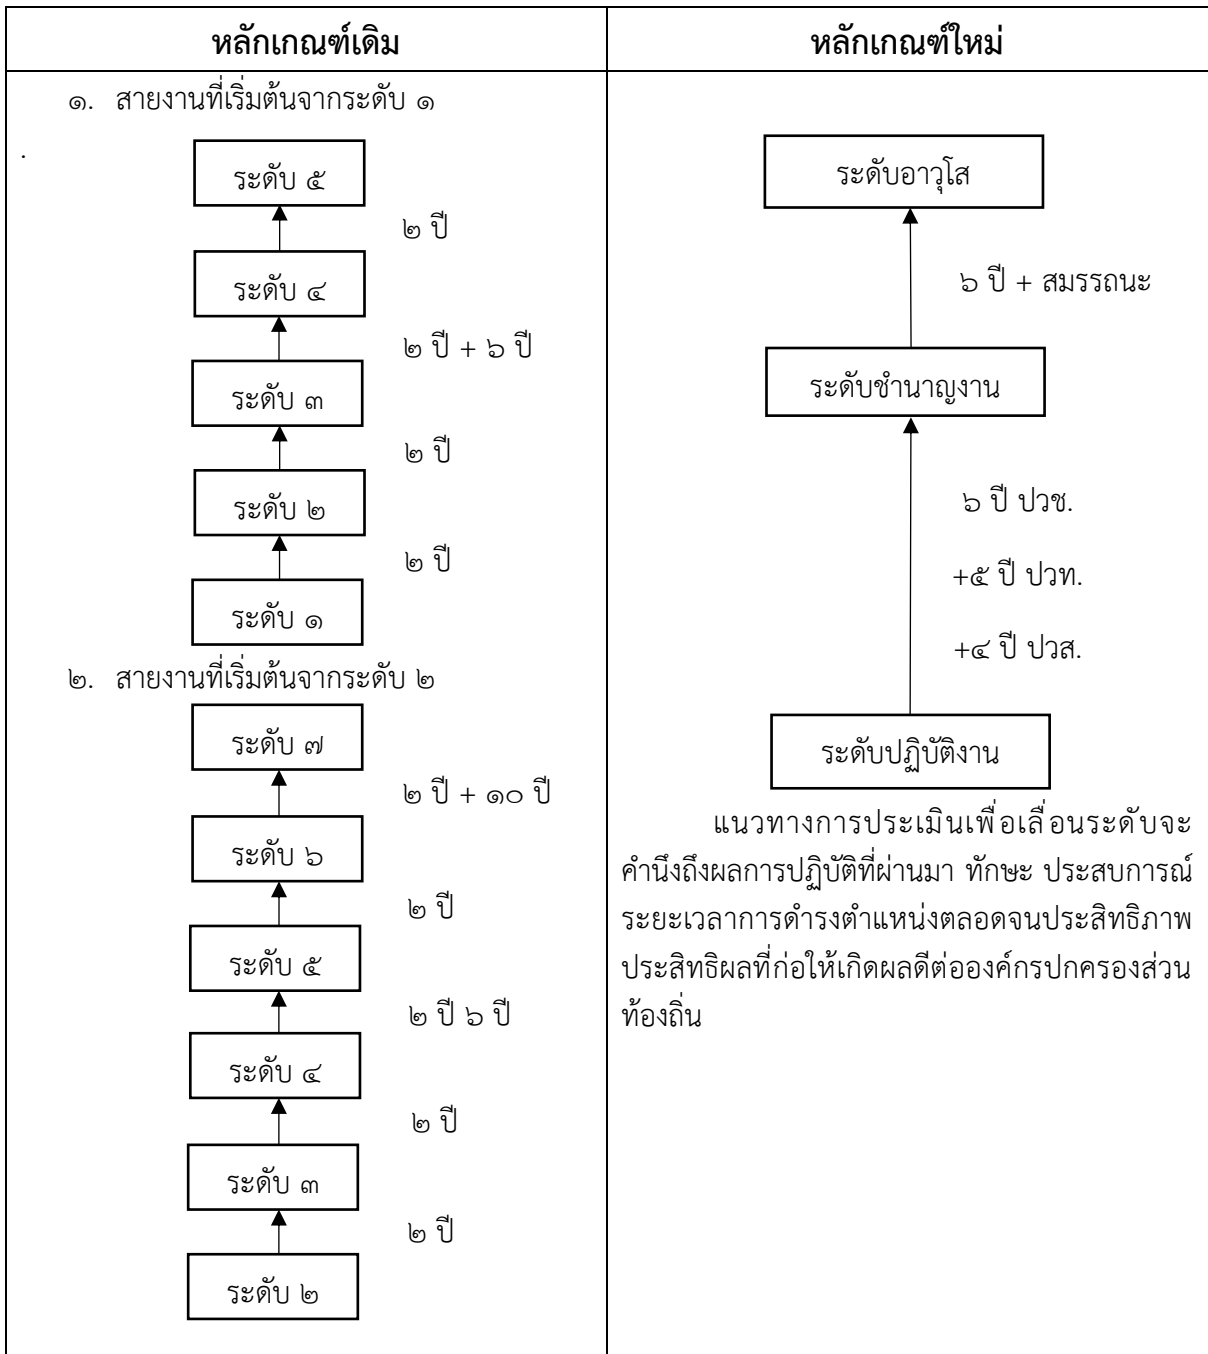 หลักเกณฑ์เดิม
๑. สายงานที่เริ่มต้นจากระดับ ๑
.
ระดับ ๕
๒ ปี
ระดับ ๔
๒ ปี + ๖ ปี
ระดับ ๓
๒ ปี
ระดับ ๒
๒ ปี
ระดับ ๑
๒. สายงานที่เริ่มต้นจากระดับ ๒
ระดับ ๗
๒ ปี + ๑๐ ปี
ระดับ ๖
๒ ปี
ระดับ ๕
๒ ปี ๖ ปี
ระดับ ๔
๒ ปี
ระดับ ๓
๒ ปี
ระดับ ๒
หลักเกณฑ์ใหม่
ระดับอาวุโส
๖ ปี + สมรรถนะ
ระดับชำนาญงาน
๖ ปี ปวช.
+๕ ปี ปวท.
+๔ ปี ปวส.
ระดับปฏิบัติงาน
แนวทางการประเมินเพื่อเลื่อนระดับจะ
คำนึงถึงผลการปฏิบัติที่ผ่านมา ทักษะ ประสบการณ์
ระยะเวลาการดำรงตำแหน่งตลอดจนประสิทธิภาพ
ประสิทธิผลที่ก่อให้เกิดผลดีต่อองค์กรปกครองส่วน
ท้องถิ่น